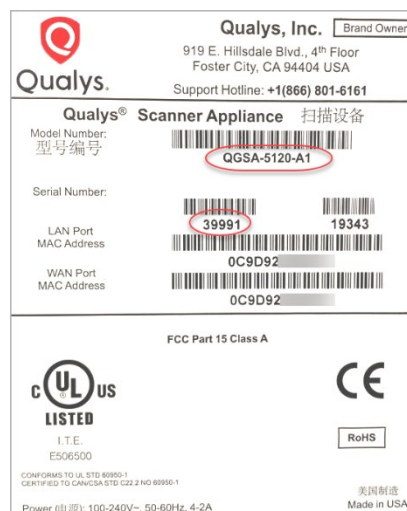 Qualys.
Qualys, Inc.
Brand Owner
919 E. Hillsdale Blvd., 4th Floor
Foster City, CA 94404 USA
Support Hotline: +1(866) 801-6161
Qualys® Scanner Appliance 扫描设备
Model Number:
型号编号
QGSA-5120-A1
Serial Number:
39991 19343
LAN Port
MAC Address
0C9D92
WAN Port
MAC Address
0C9D92
FCC Part 15 Class A
C UL US
LISTED
CE
I.T.E.
E506500
RoHS
CONFORMS TO UL STD 60950-1
CERTIFIED TO CAN/CSA STD C22.2 NO 60950-1
美国制造
Power (电源): 100-240V~, 50-60Hz, 4-2A
Made in USA